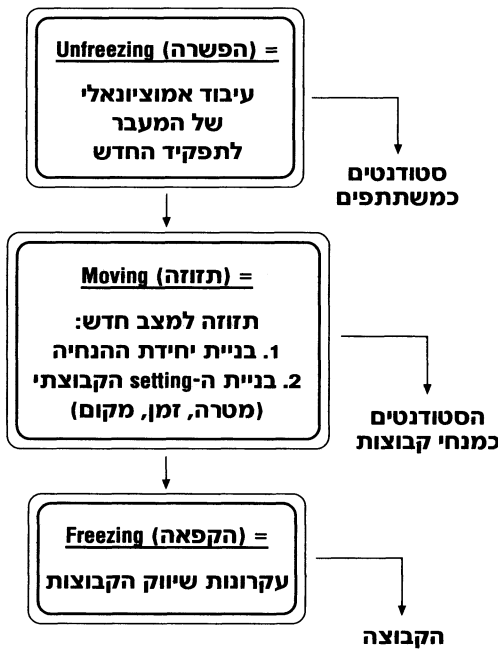 Unfreezing (הפשרה) =
עיבוד אמוציונאלי
של המעבר
לתפקיד החדש
סטודנטים
כמשתתפים
Moving (תזוזה) =
תזוזה למצב חדש:
1. בניית יחידת ההנחיה
2. בניית ה-setting הקבוצתי
(מטרה, זמן, מקום)
הסטודנטים
כמנחי קבוצות
Freezing (הקפאה) =
עקרונות שיווק הקבוצות
הקבוצה